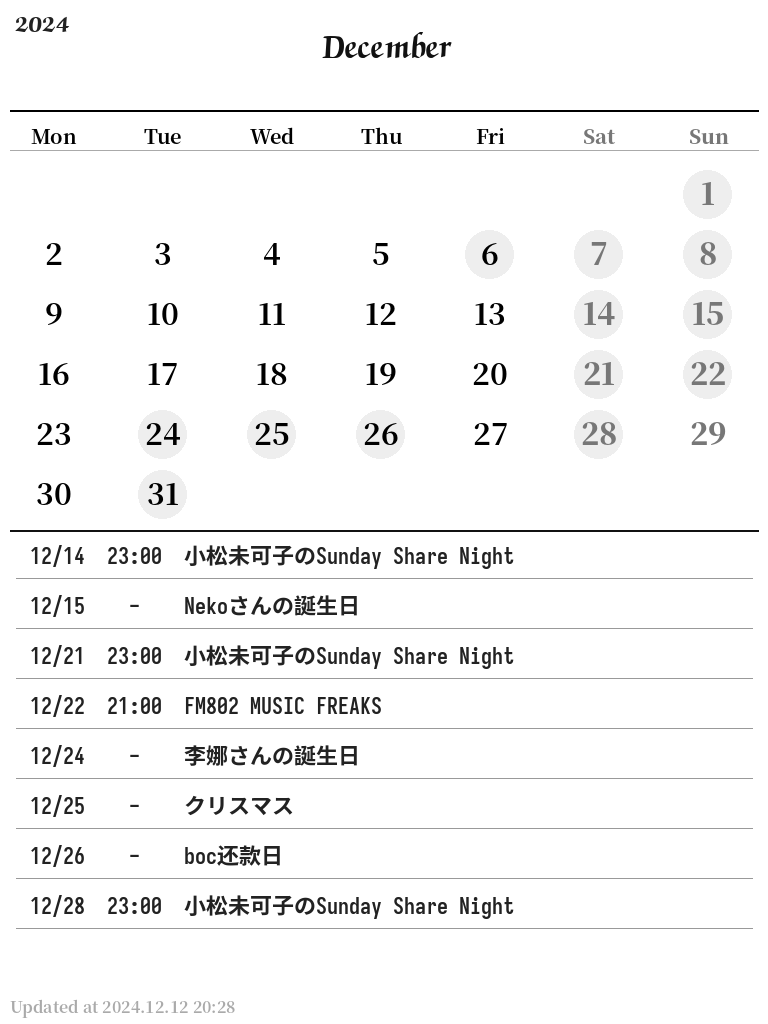 2024
December
Mon Tue Wed Thu Fri Sat Sun
1
2 3 4 5 6 7 8
9 10 11 12 13 14 15
16 17 18 19 20 21 22
23 24 25 26 27 28 29
30 31
12/14 23:00 小松未可子のSunday Share Night
12/15 - Nekoさんの誕生日
12/21 23:00 小松未可子のSunday Share Night
12/22 21:00 FM802 MUSIC FREAKS
12/24 - 李娜さんの誕生日
12/25 - クリスマス
12/26 - boc还款日
12/28 23:00 小松未可子のSunday Share Night
Updated at 2024.12.12 20:28